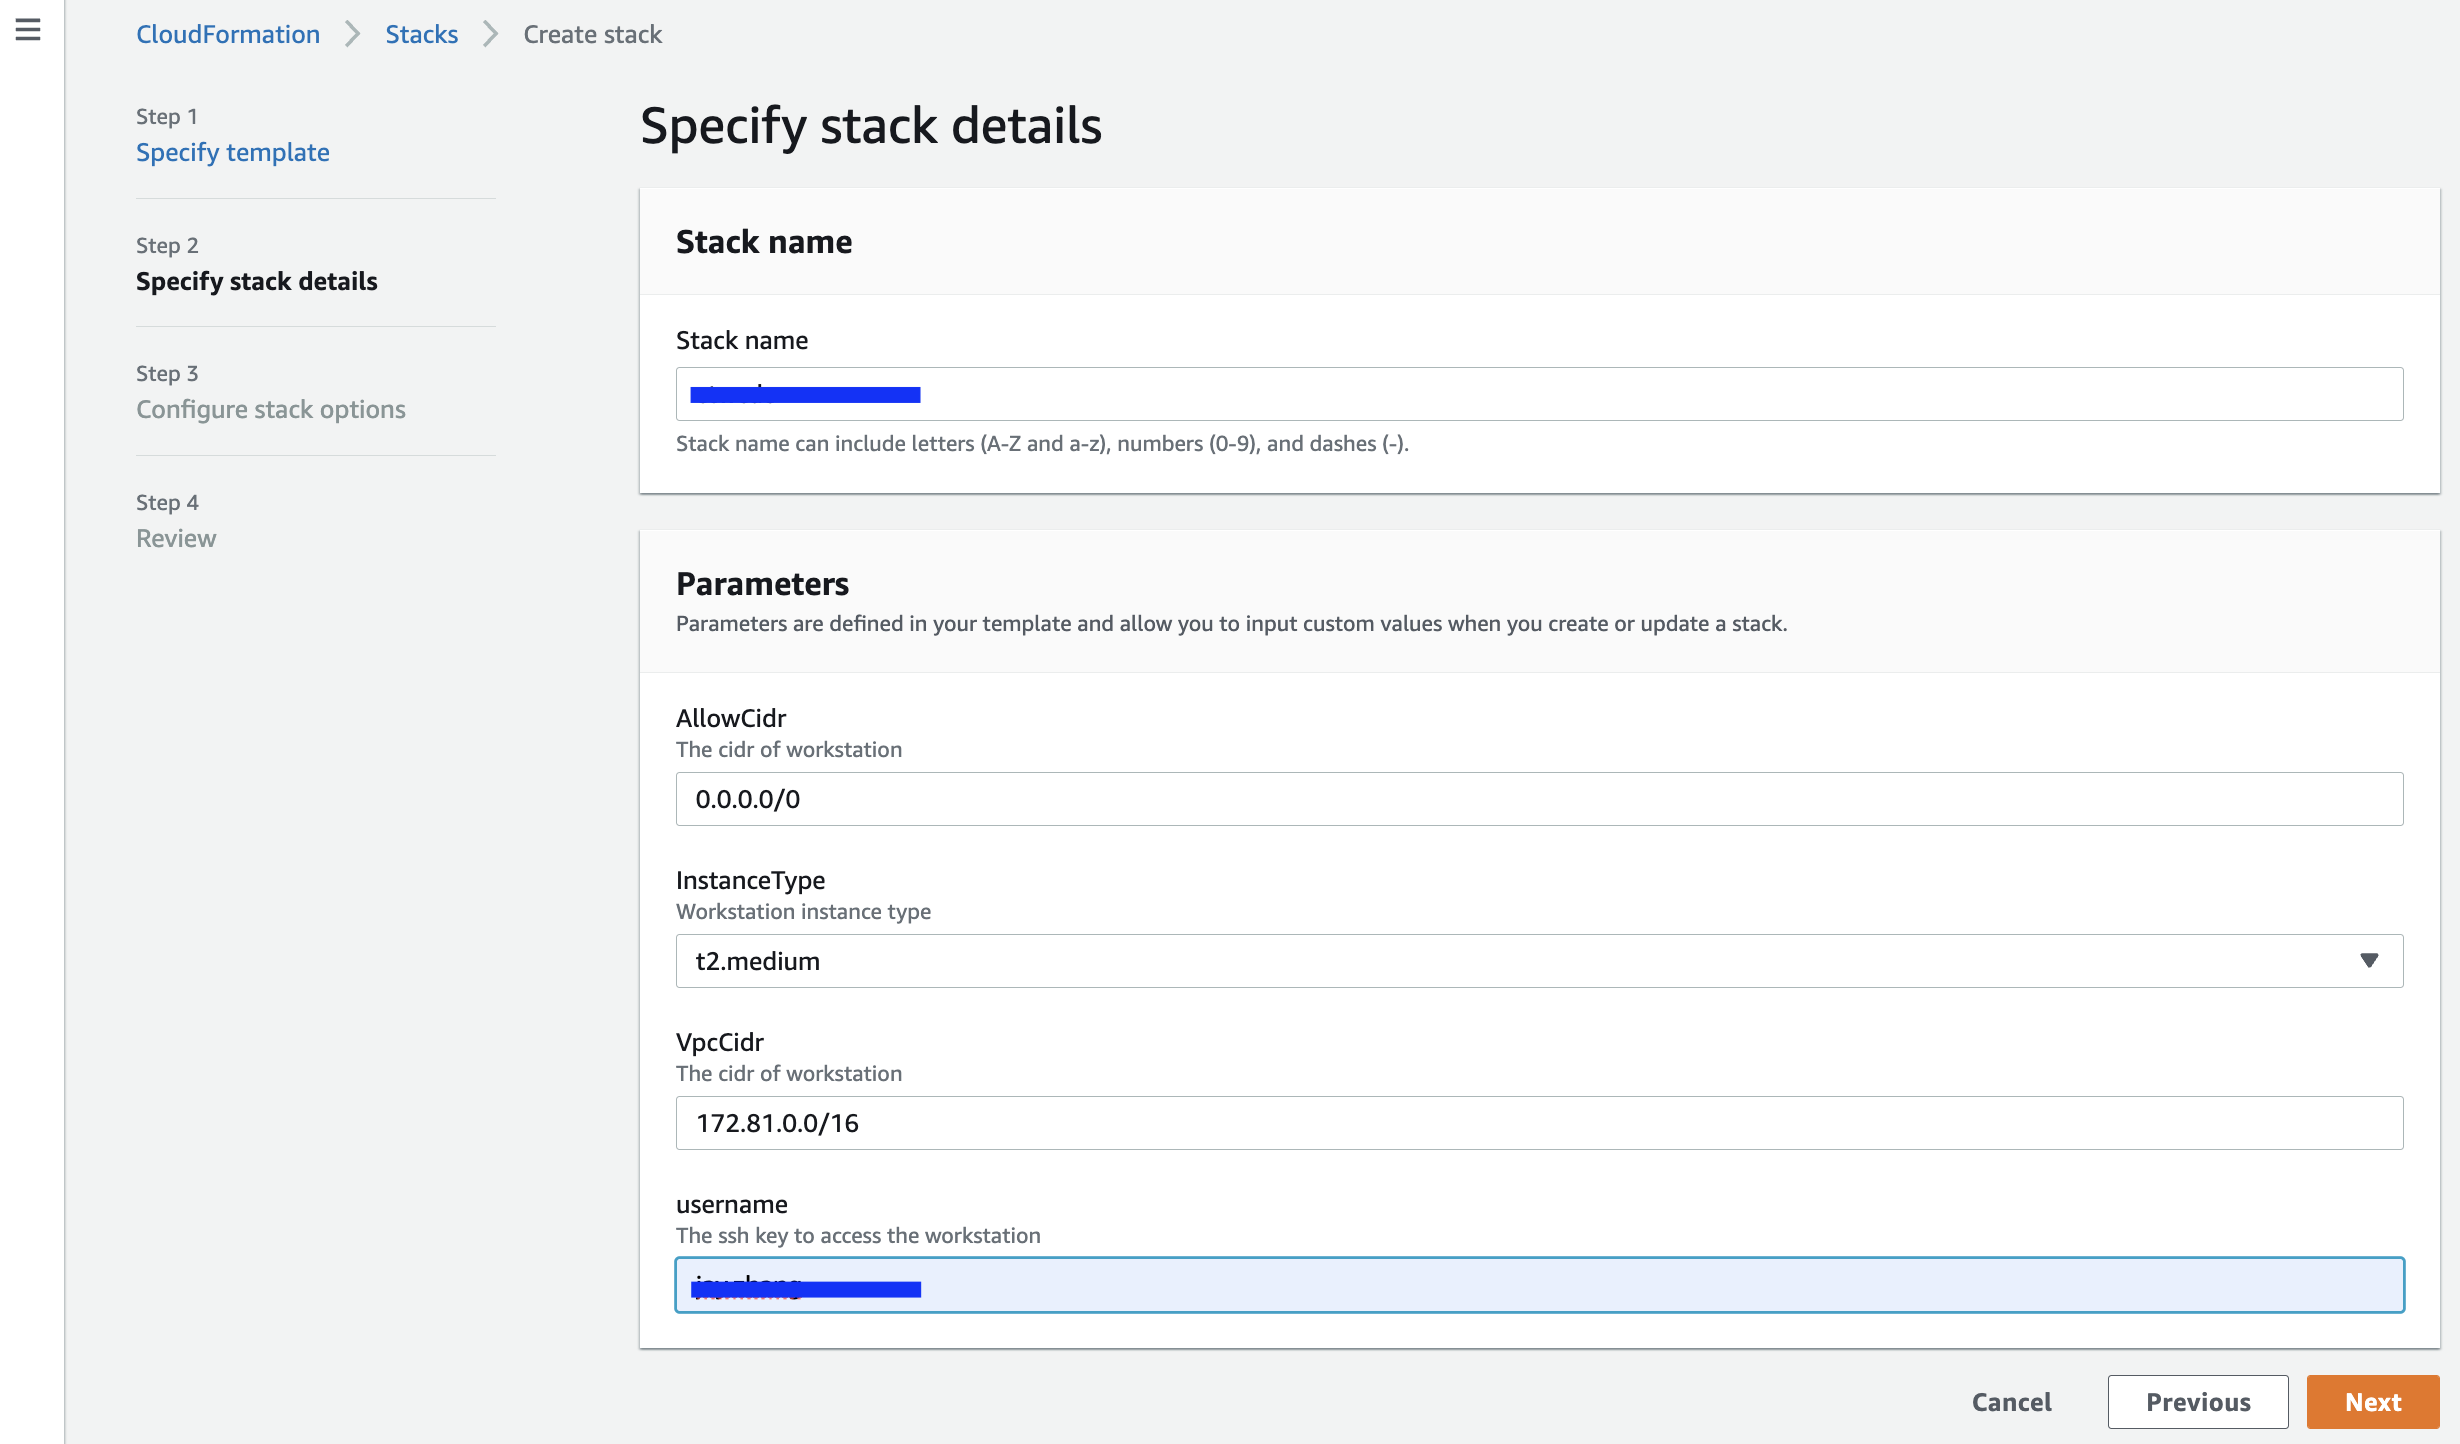 CloudFormation > Stacks > Create stack
Step 1
Specify template
Step 2
Specify stack details
Step 3
Configure stack options
Step 4
Review
Specify stack details
Stack name
Stack name
Stack name can include letters (A-Z and a-z), numbers (0-9), and dashes (-).
Parameters
Parameters are defined in your template and allow you to input custom values when you create or update a stack.
AllowCidr
The cidr of workstation
0.0.0.0/0
InstanceType
Workstation instance type
t2.medium
VpcCidr
The cidr of workstation
172.81.0.0/16
username
The ssh key to access the workstation
Cancel
Previous
Next